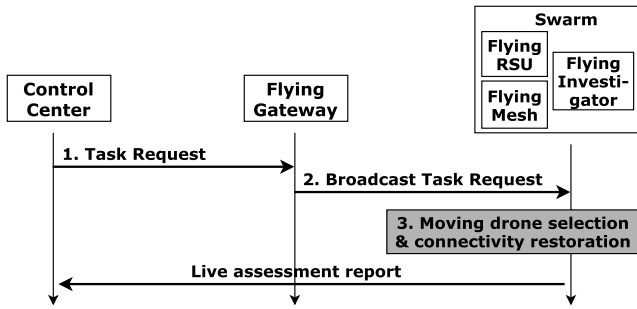 Swarm
Flying
RSU
Flying
Mesh
Flying
Investi-
gator
Control
Center
Flying
Gateway
1. Task Request
2. Broadcast Task Request
3. Moving drone selection
& connectivity restoration
Live assessment report